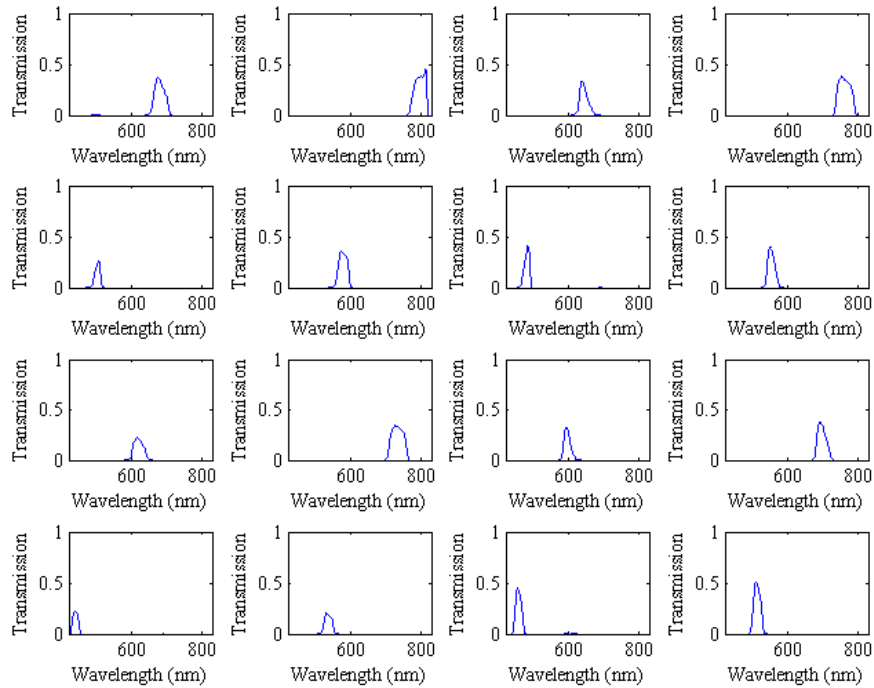 1 1 1 1
Transmission Transmission Transmission Transmission
0.5 0.5 0.5 0.5
0 0 0 0
600 800 600 800 600 800 600 800
Wavelength (nm) Wavelength (nm) Wavelength (nm) Wavelength (nm)
1 1 1 1
Transmission Transmission Transmission Transmission
0.5 0.5 0.5 0.5
0 0 0 0
600 800 600 800 600 800 600 800
Wavelength (nm) Wavelength (nm) Wavelength (nm) Wavelength (nm)
1 1 1 1
Transmission Transmission Transmission Transmission
0.5 0.5 0.5 0.5
0 0 0 0
600 800 600 800 600 800 600 800
Wavelength (nm) Wavelength (nm) Wavelength (nm) Wavelength (nm)
1 1 1 1
Transmission Transmission Transmission Transmission
0.5 0.5 0.5 0.5
0 0 0 0
600 800 600 800 600 800 600 800
Wavelength (nm) Wavelength (nm) Wavelength (nm) Wavelength (nm)